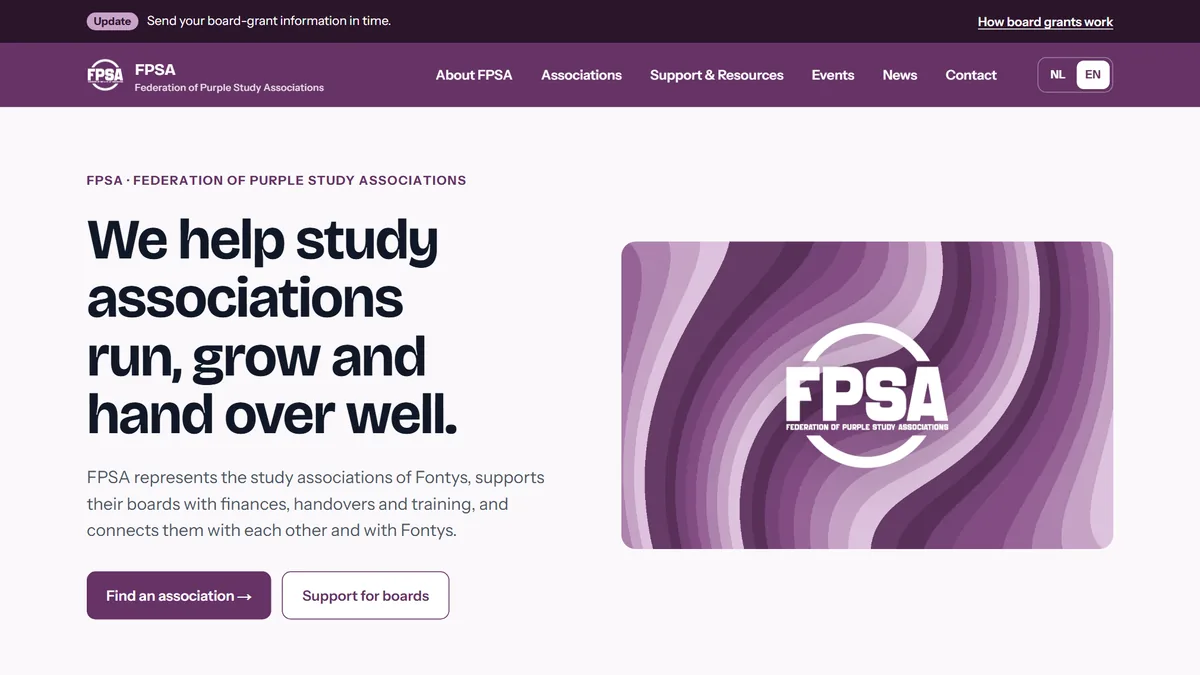 Update Send your board-grant information in time. How board grants work
FPSA
FPSA
Federation of Purple Study Associations
About FPSA Associations Support & Resources Events News Contact NL EN
FPSA · FEDERATION OF PURPLE STUDY ASSOCIATIONS
We help study
associations
run, grow and
hand over well.
FPSA represents the study associations of Fontys, supports
their boards with finances, handovers and training, and
connects them with each other and with Fontys.
Find an association →
Support for boards
FPSA
FEDERATION OF PURPLE STUDY ASSOCIATIONS